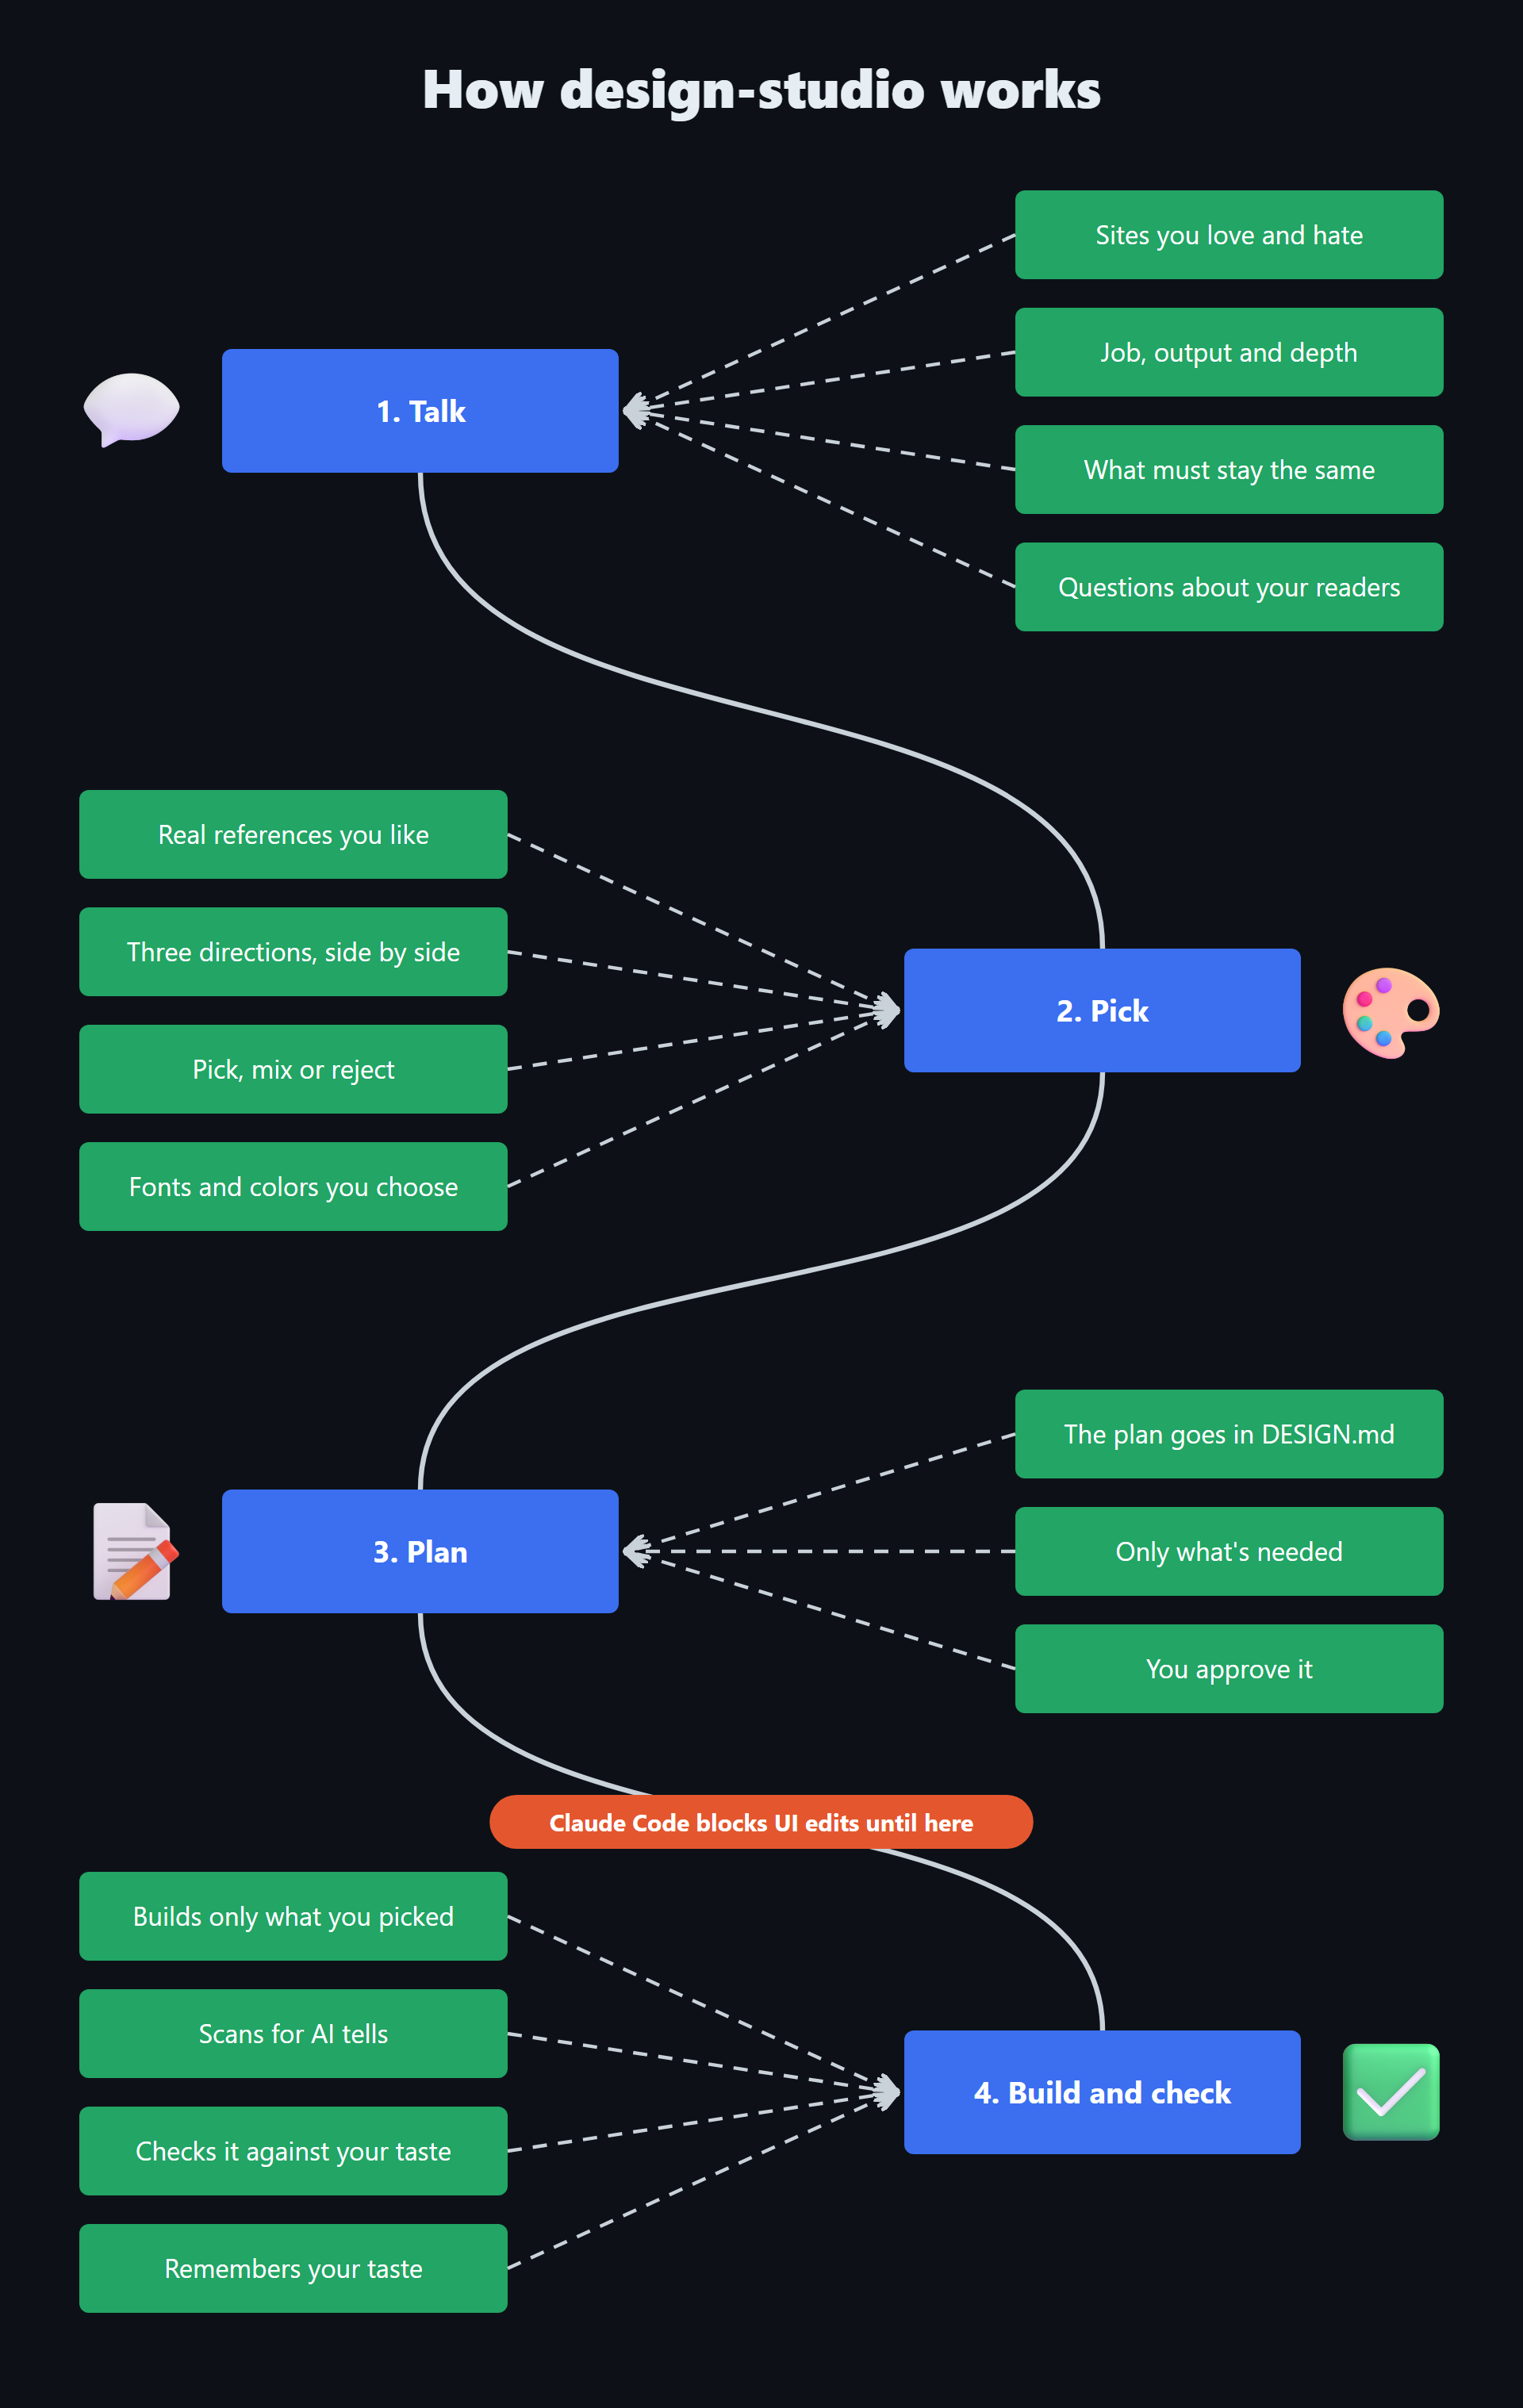 How design-studio works
Sites you love and hate
Job, output and depth
1. Talk
What must stay the same
Questions about your readers
Real references you like
Three directions, side by side
2. Pick
Pick, mix or reject
Fonts and colors you choose
The plan goes in DESIGN.md
3. Plan
Only what's needed
You approve it
Claude Code blocks UI edits until here
Builds only what you picked
Scans for AI tells
4. Build and check
Checks it against your taste
Remembers your taste